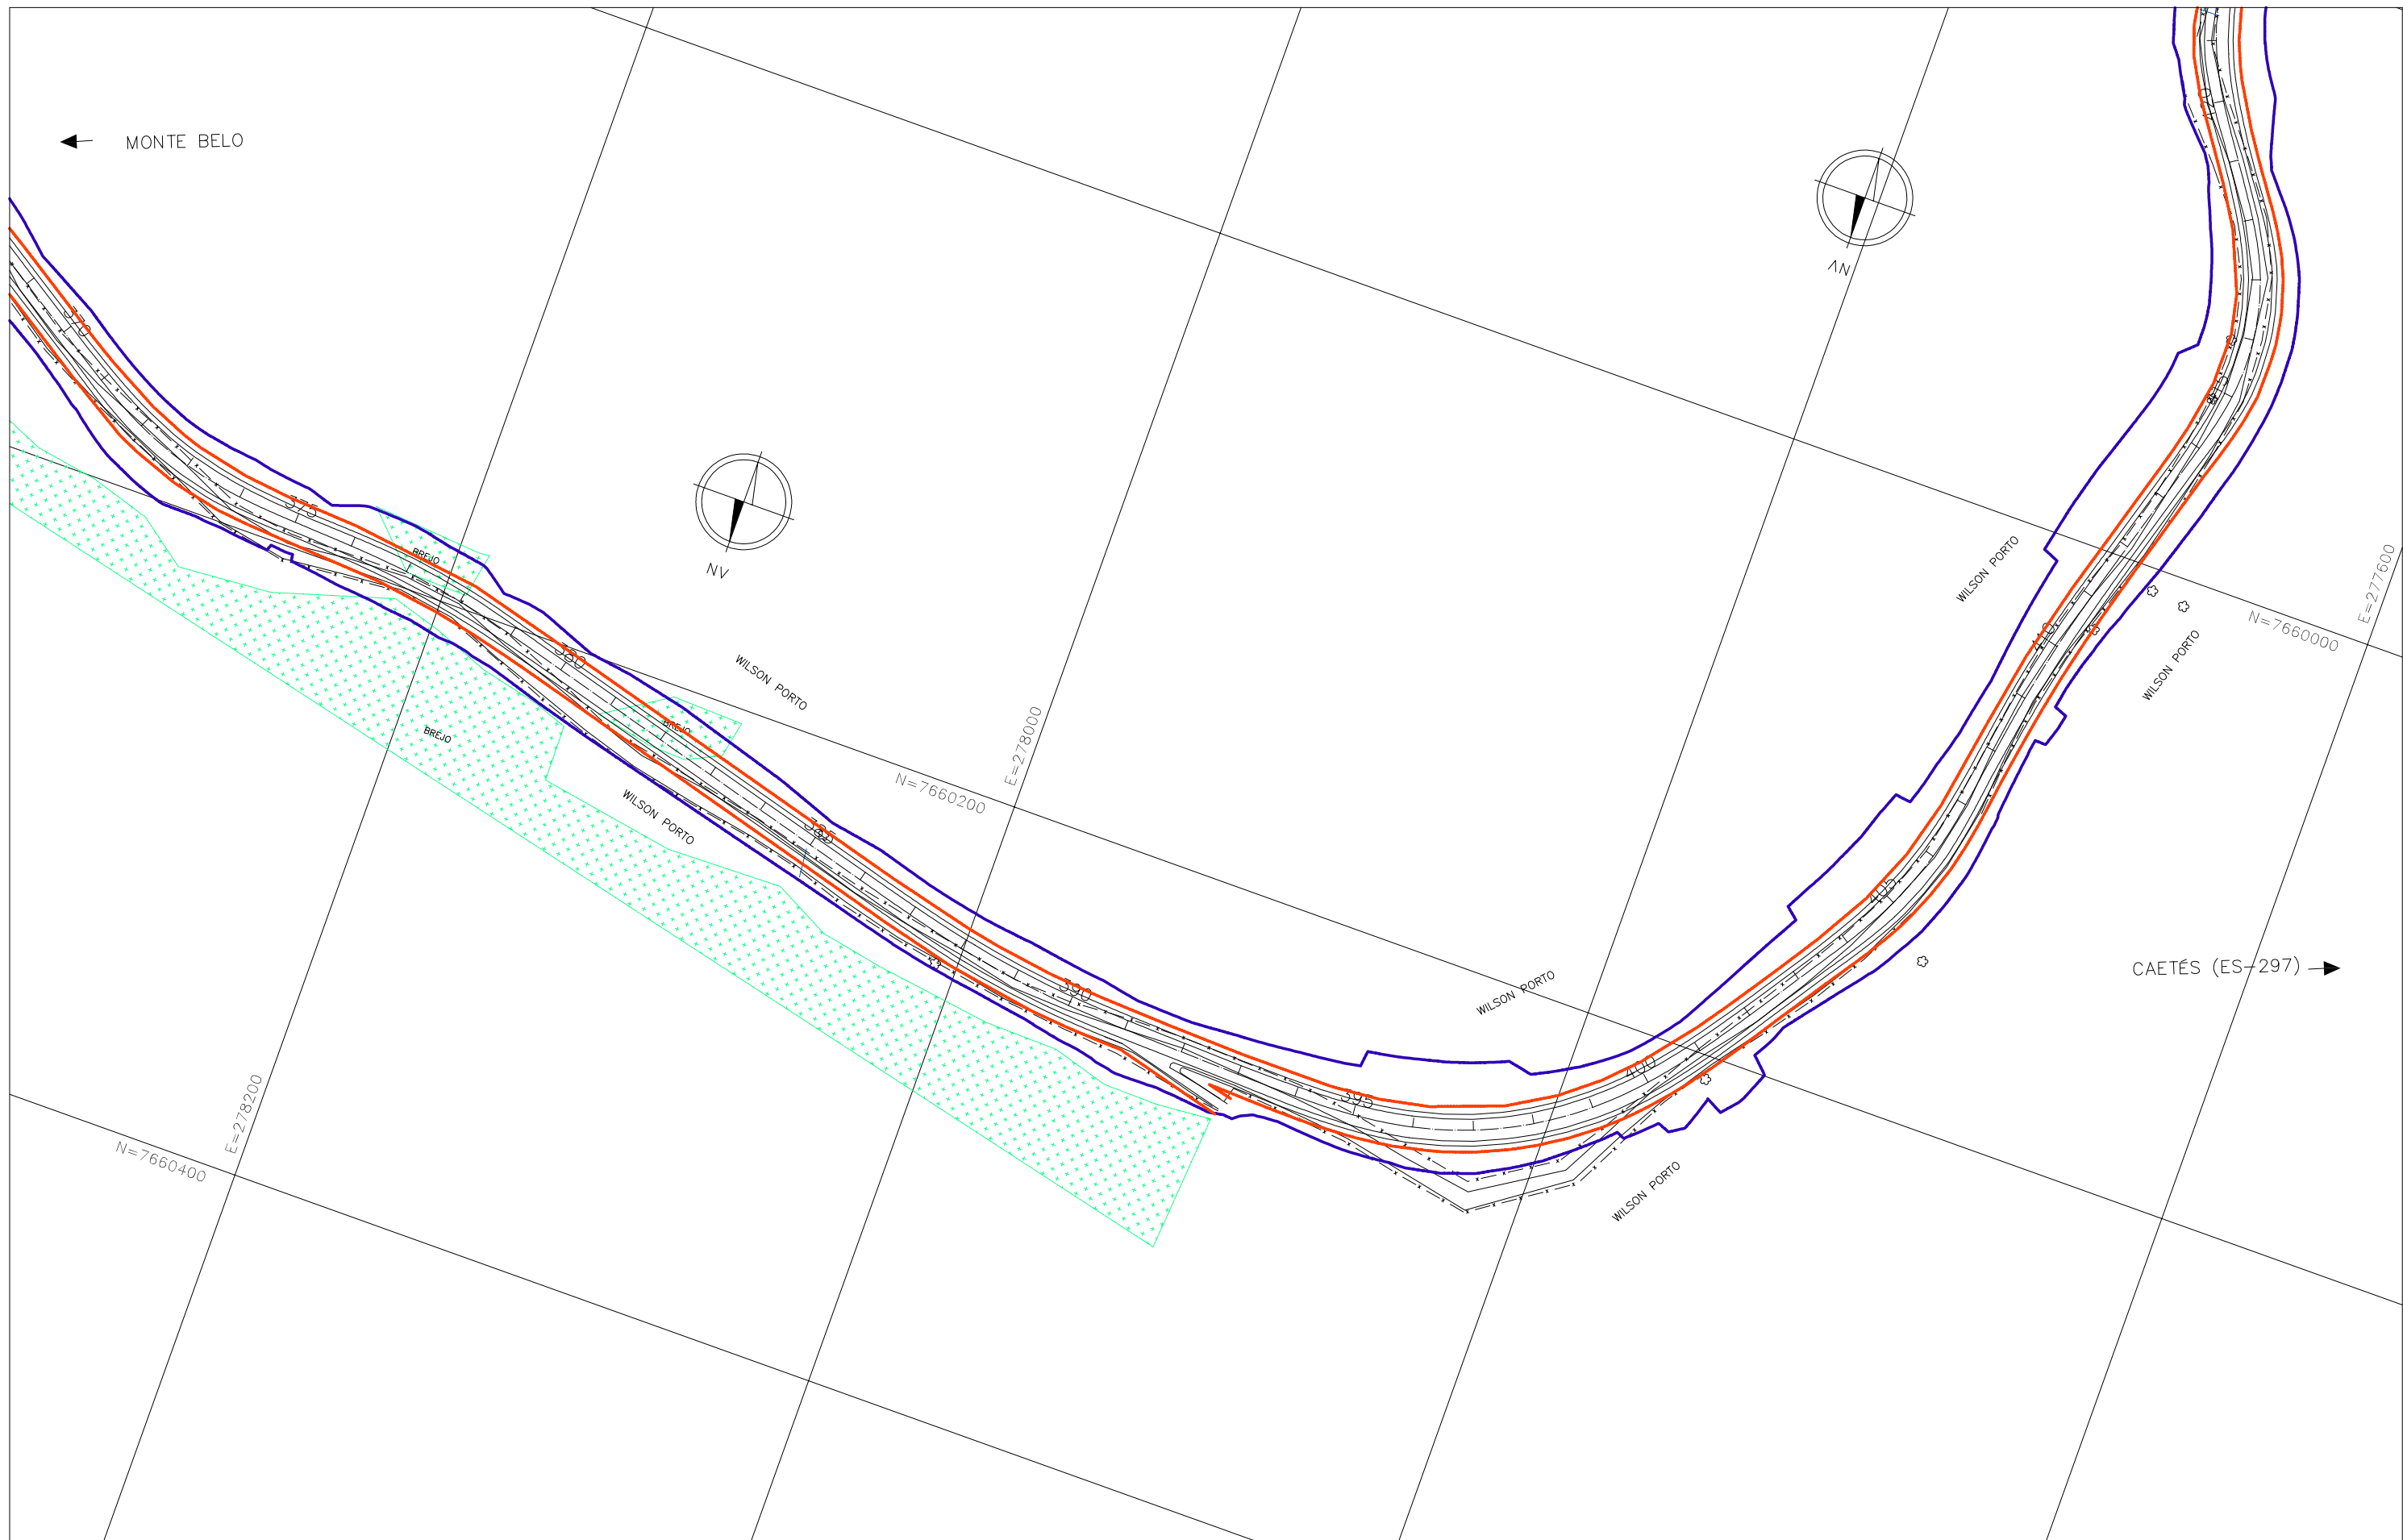 MONTE BELO
NV
370
375
BREJO
NV
380
WILSON PORTO
BREJO
BREJO
WILSON PORTO
385
N=7660200
E=278000
390
395
400
WILSON PORTO
405
410
WILSON PORTO
WILSON PORTO
415
N=7660000
E=277600
CAETÉS (ES-297)
WILSON PORTO
N=7660400
E=278200